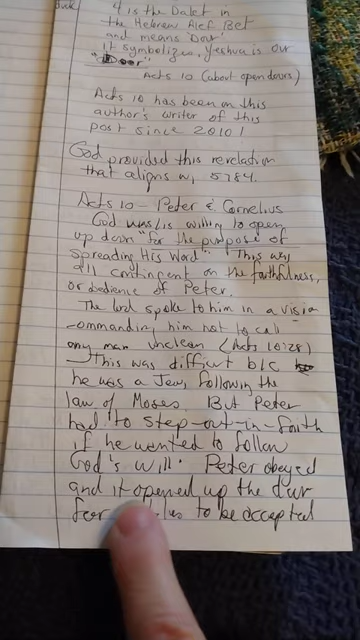 4 is the Dalet in
the Hebrew Alef Bet
and means "Door".
it symbolizes, Yeshua is our
"Door"
Acts 10 (about open doors)
Acts 10 has been on this
author's writer of this
post since 2010!
God provided this revelation
that aligns w, 5784.
Acts 10 - Peter & Cornelius
God was/is willing to open
up door "for the purpose of
spreading His Word" This was
all contingent on the faithfulness,
or obedience of Peter.
The lord spoke to him in a vision
commanding him not to call
any man unclean (Acts 10:28)
This was difficult b/c
he was a Jew, following the
law of Moses. But Peter
had to step-out-in-faith
if he wanted to follow
God's will. Peter obeyed
and it opened up the door
for to be accepted